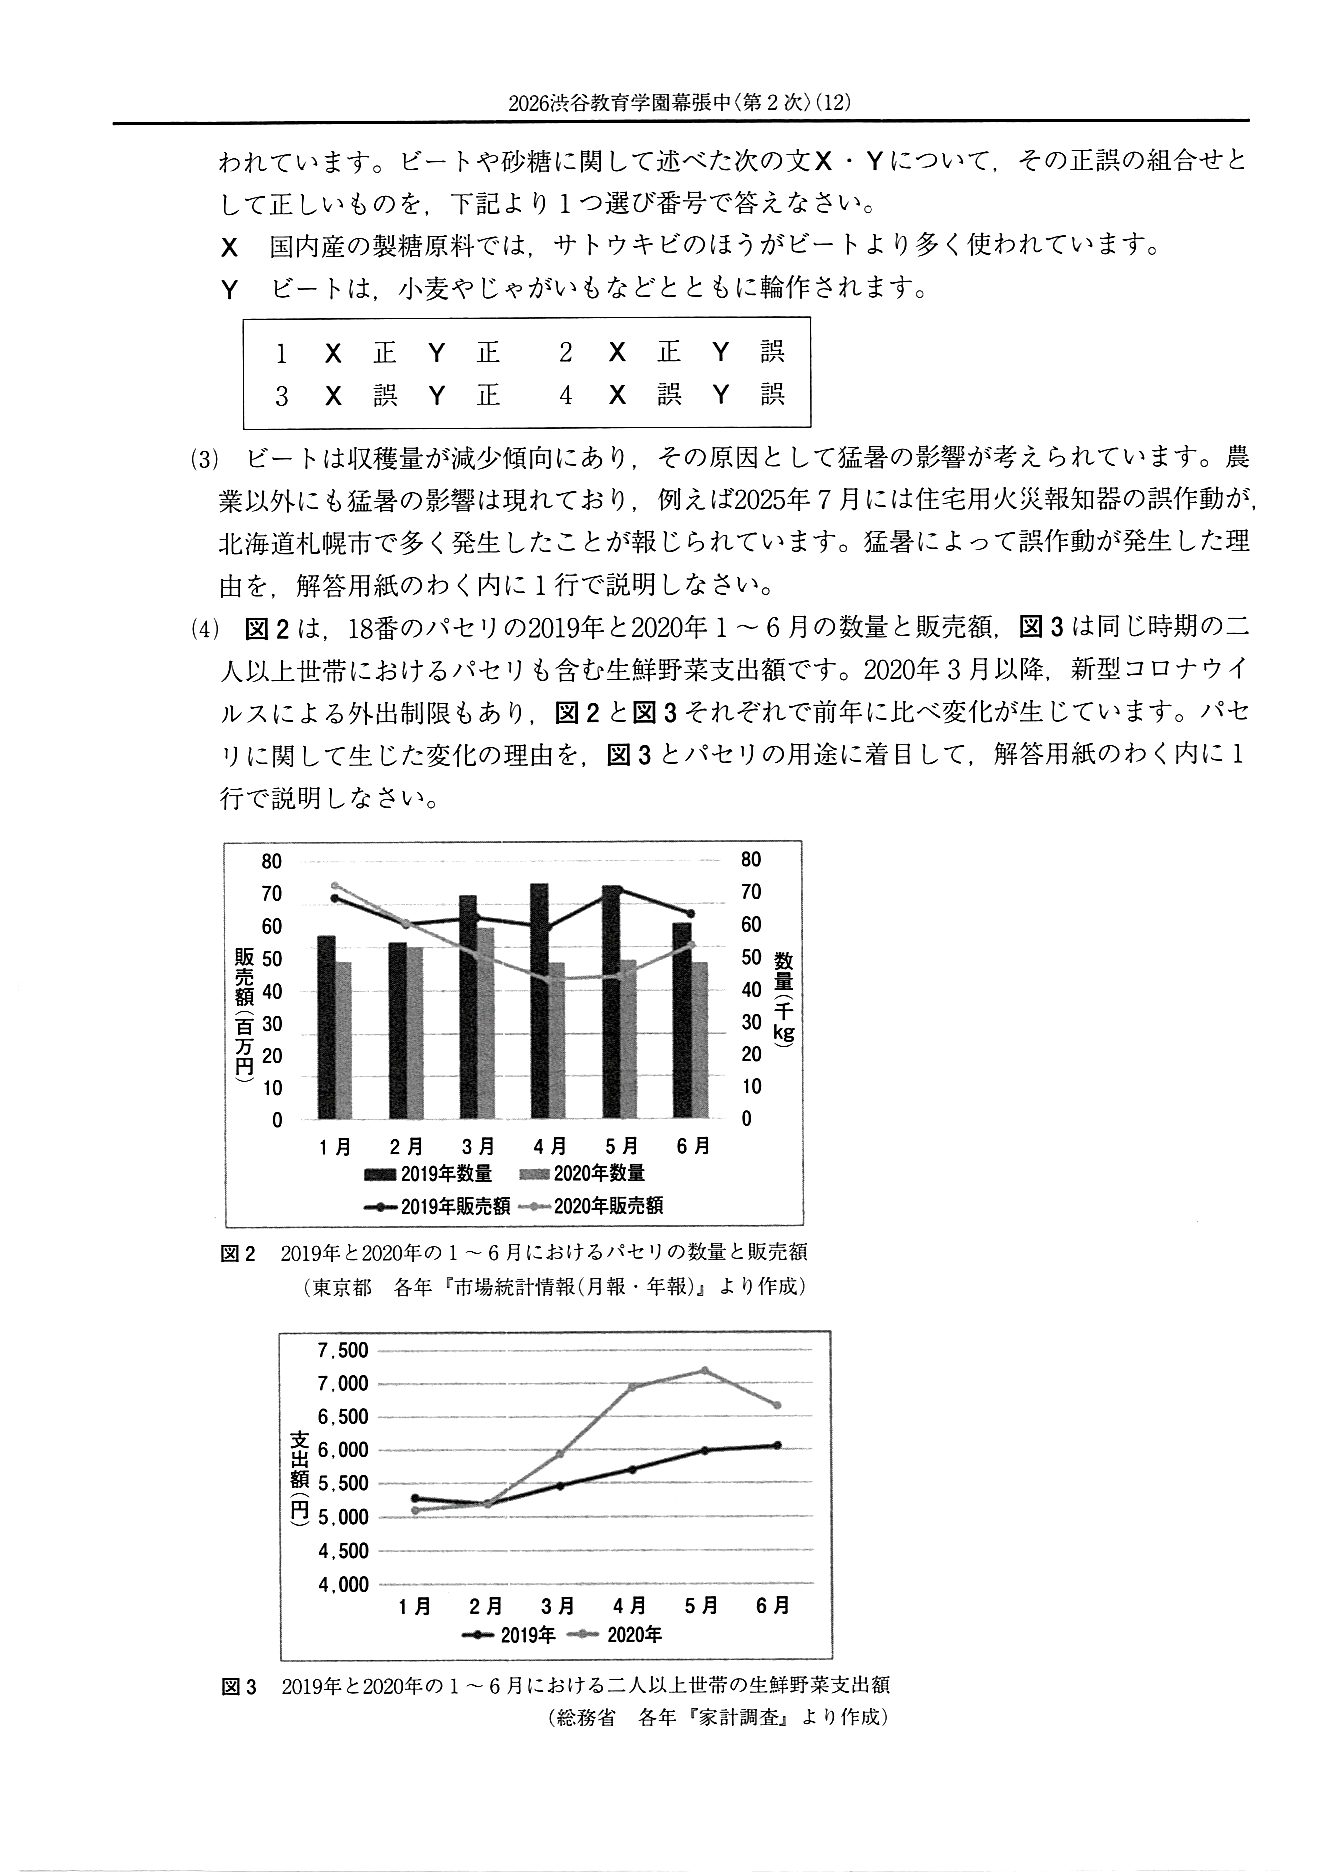 2026渋谷教育学園幕張中〈第2次〉(12)
われています。ビートや砂糖に関して述べた次の文X・Yについて，その正誤の組合せと
して正しいものを，下記より1つ選び番号で答えなさい。
X 国内産の製糖原料では，サトウキビのほうがビートより多く使われています。
Y ビートは，小麦やじゃがいもなどとともに輪作されます。
1 X 正 Y 正 2 X 正 Y 誤
3 X 誤 Y 正 4 X 誤 Y 誤
(3) ビートは収穫量が減少傾向にあり，その原因として猛暑の影響が考えられています。農
業以外にも猛暑の影響は現れており，例えば2025年7月には住宅用火災報知器の誤作動が，
北海道札幌市で多く発生したことが報じられています。猛暑によって誤作動が発生した理
由を，解答用紙のわく内に1行で説明しなさい。
(4) 図2は，18番のパセリの2019年と2020年1～6月の数量と販売額，図3は同じ時期の二
人以上世帯におけるパセリも含む生鮮野菜支出額です。2020年3月以降，新型コロナウイ
ルスによる外出制限もあり，図2と図3それぞれで前年に比べ変化が生じています。パセ
リに関して生じた変化の理由を，図3とパセリの用途に着目して，解答用紙のわく内に1
行で説明しなさい。
80 80
70 70
60 60
50 50
40 40
30 30
20 20
10 10
0 0
販売額(百万円)
数量(千kg)
1月 2月 3月 4月 5月 6月
2019年数量 2020年数量
2019年販売額 2020年販売額
図2 2019年と2020年の1～6月におけるパセリの数量と販売額
(東京都 各年『市場統計情報(月報・年報)』より作成)
7,500
7,000
6,500
6,000
5,500
5,000
4,500
4,000
支出額(円)
1月 2月 3月 4月 5月 6月
2019年 2020年
図3 2019年と2020年の1～6月における二人以上世帯の生鮮野菜支出額
(総務省 各年『家計調査』より作成)